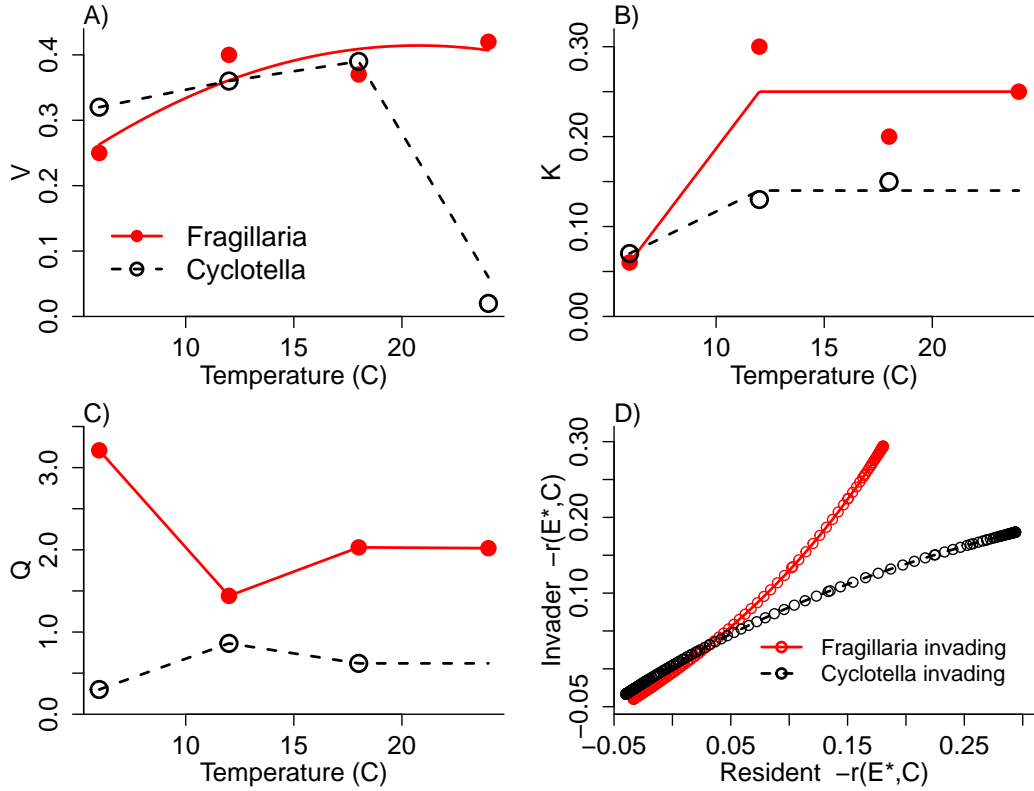 A)
V
0.0 0.1 0.2 0.3 0.4
10 15 20
Temperature (C)
Fragillaria
Cyclotella
B)
K
0.00 0.10 0.20 0.30
10 15 20
Temperature (C)
C)
Q
0.0 1.0 2.0 3.0
10 15 20
Temperature (C)
D)
Invader −r(E*,C)
−0.05 0.10 0.20 0.30
−0.05 0.05 0.15 0.25
Resident −r(E*,C)
Fragillaria invading
Cyclotella invading